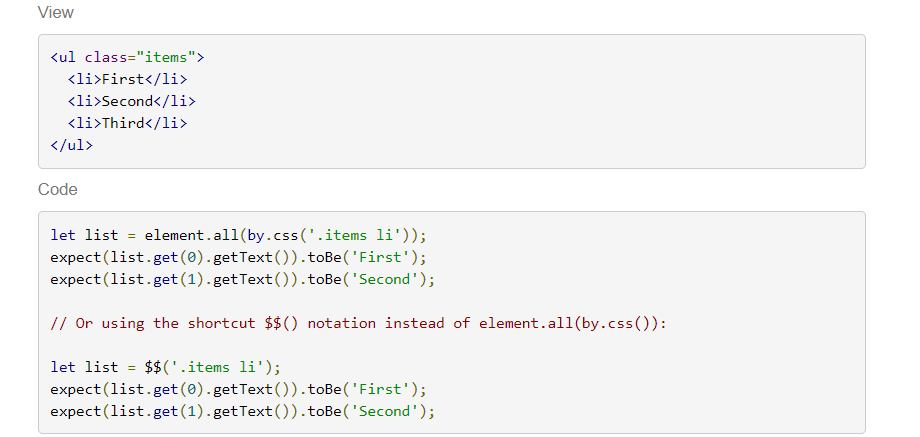 View
<ul class="items">
  <li>First</li>
  <li>Second</li>
  <li>Third</li>
</ul>
Code
let list = element.all(by.css('.items li'));
expect(list.get(0).getText()).toBe('First');
expect(list.get(1).getText()).toBe('Second');
// Or using the shortcut $$() notation instead of element.all(by.css()):
let list = $$('.items li');
expect(list.get(0).getText()).toBe('First');
expect(list.get(1).getText()).toBe('Second');